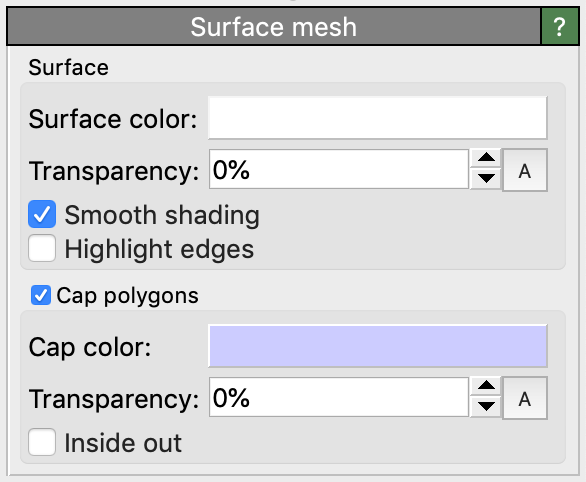 Surface mesh ?
Surface
Surface color:
Transparency: 0% A
Smooth shading
Highlight edges
Cap polygons
Cap color:
Transparency: 0% A
Inside out